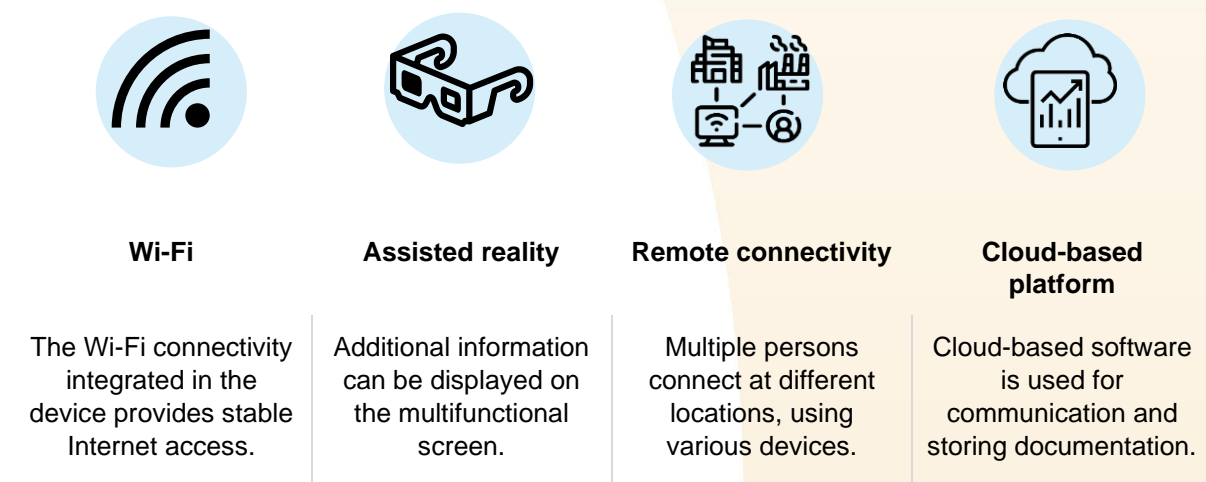 Wi-Fi
The Wi-Fi connectivity
integrated in the
device provides stable
Internet access.
Assisted reality
Additional information
can be displayed on
the multifunctional
screen.
Remote connectivity
Multiple persons
connect at different
locations, using
various devices.
Cloud-based
platform
Cloud-based software
is used for
communication and
storing documentation.